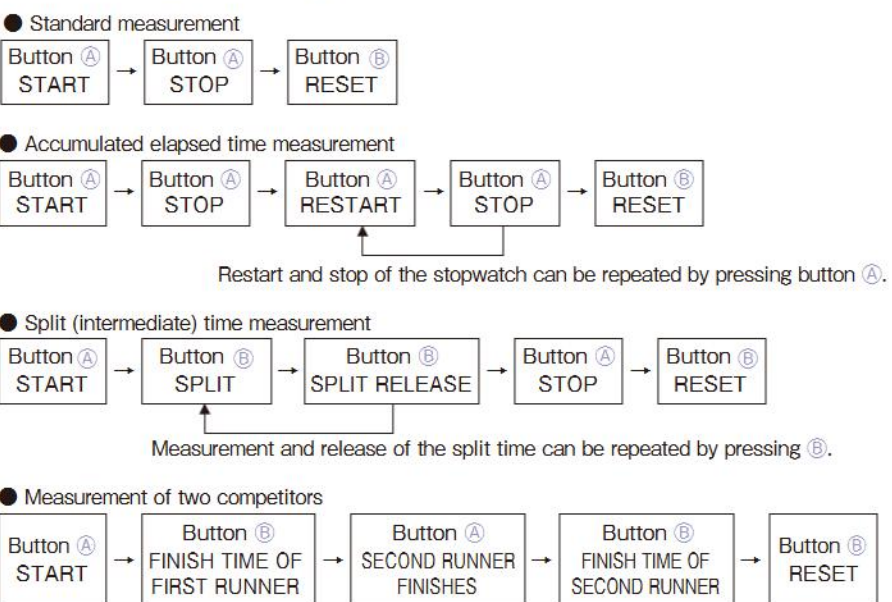 ● Standard measurement
Button Ⓐ → Button Ⓐ → Button Ⓑ
START STOP RESET
● Accumulated elapsed time measurement
Button Ⓐ → Button Ⓐ → Button Ⓐ → Button Ⓐ → Button Ⓑ
START STOP RESTART STOP RESET
Restart and stop of the stopwatch can be repeated by pressing button Ⓐ.
● Split (intermediate) time measurement
Button Ⓐ → Button Ⓑ → Button Ⓑ → Button Ⓐ → Button Ⓑ
START SPLIT SPLIT RELEASE STOP RESET
Measurement and release of the split time can be repeated by pressing Ⓑ.
● Measurement of two competitors
Button Ⓐ
START
→
Button Ⓑ
FINISH TIME OF
FIRST RUNNER
→
Button Ⓐ
SECOND RUNNER
FINISHES
→
Button Ⓑ
FINISH TIME OF
SECOND RUNNER
→
Button Ⓑ
RESET